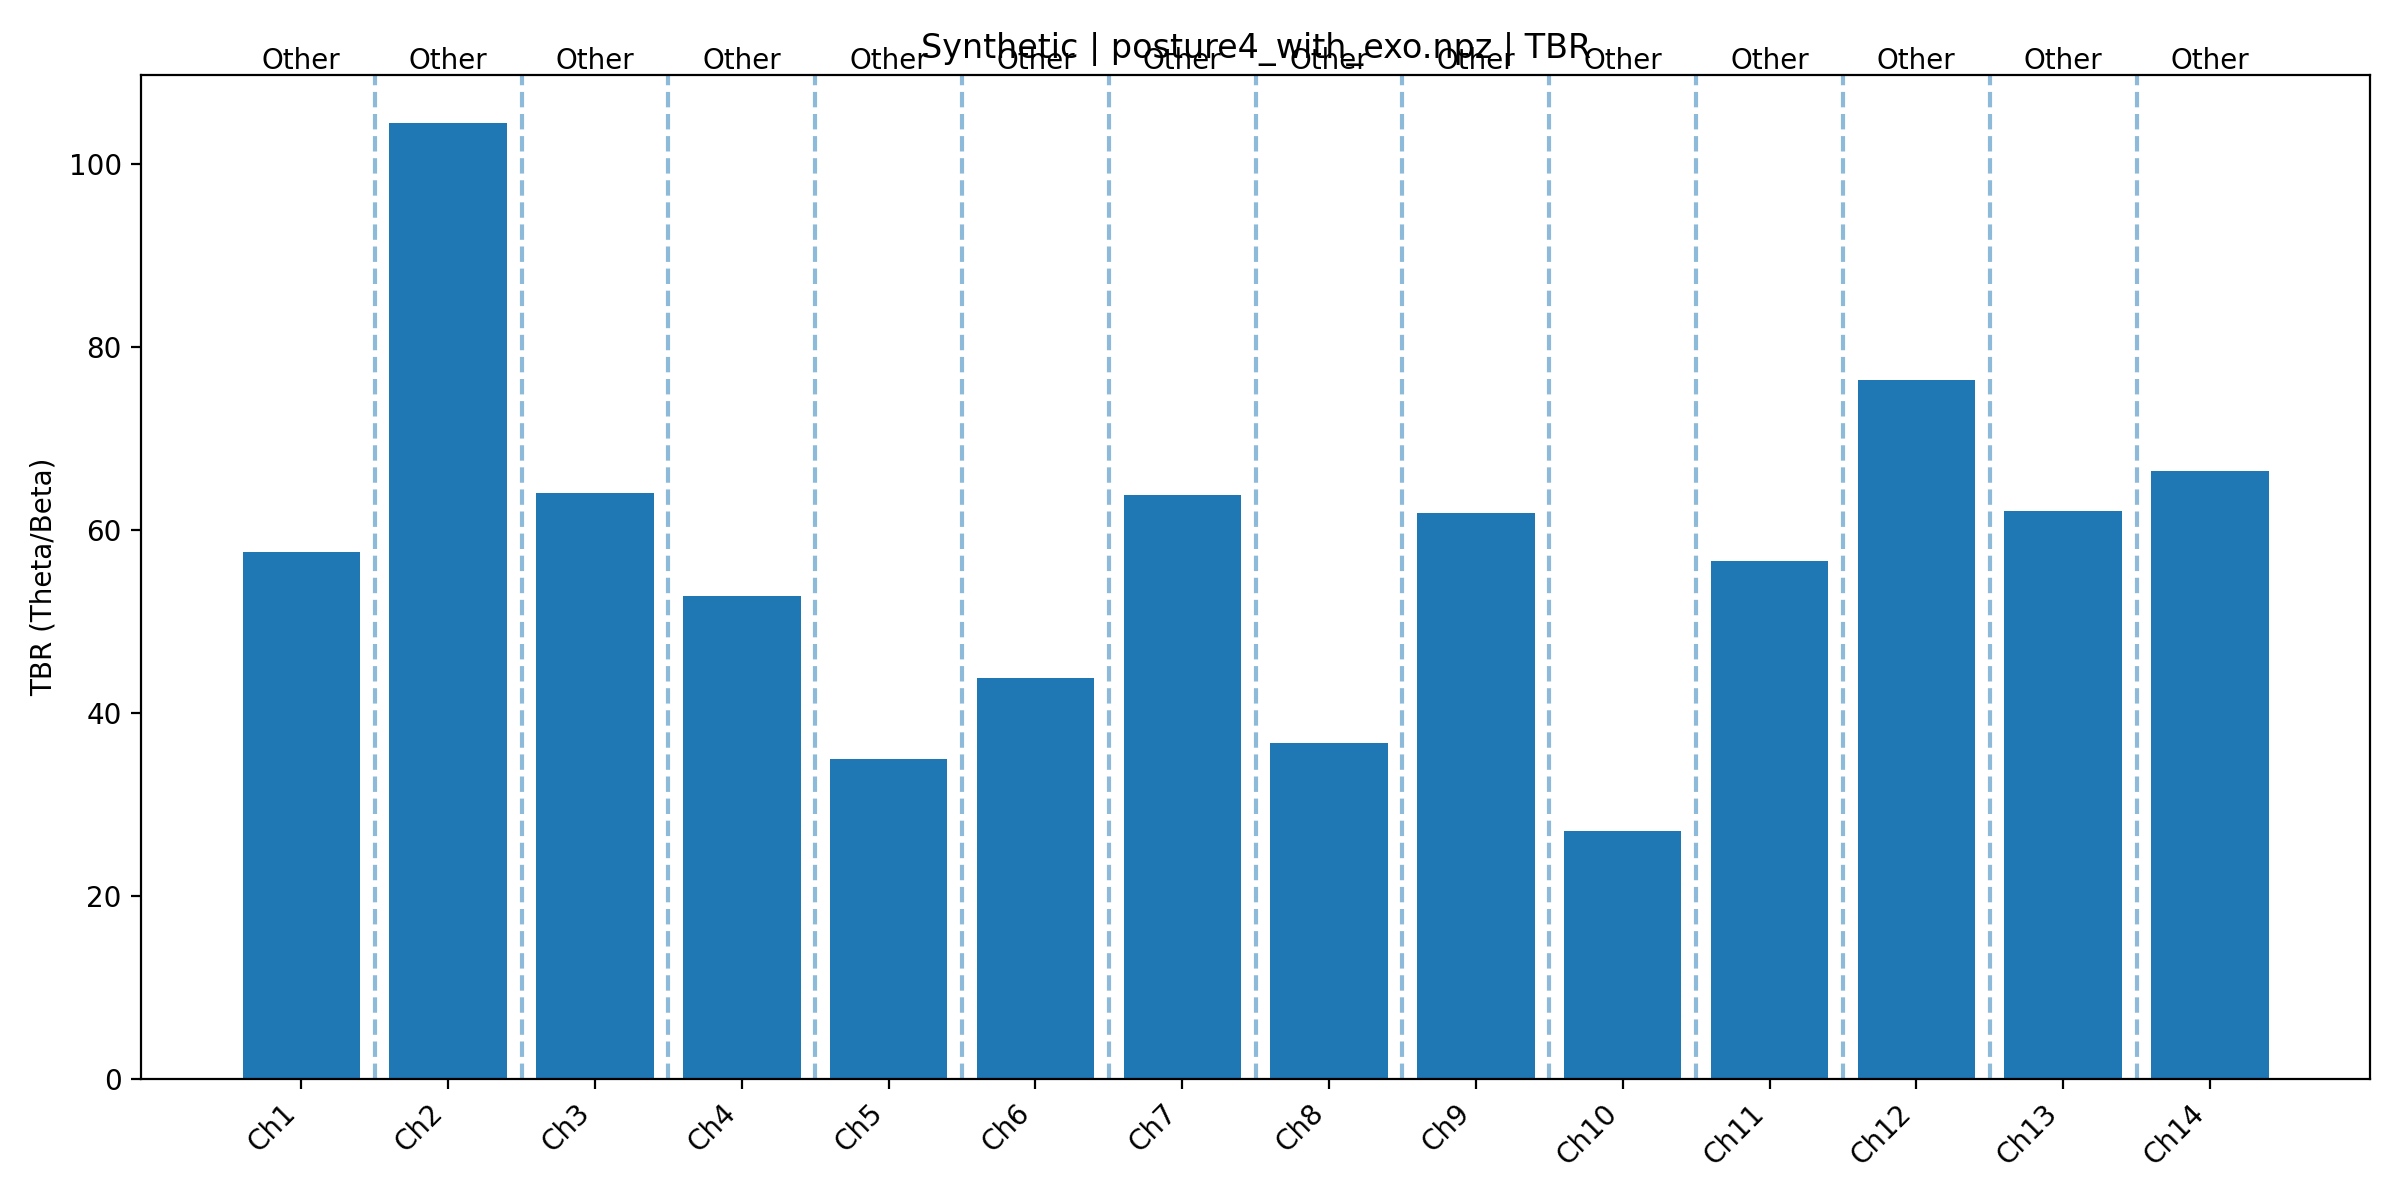 Synthetic | posture4_with_exo.npz | TBR
Other Other Other Other Other Other Other Other Other Other Other Other Other Other
100
80
60
40
20
0
TBR (Theta/Beta)
Ch1 Ch2 Ch3 Ch4 Ch5 Ch6 Ch7 Ch8 Ch9 Ch10 Ch11 Ch12 Ch13 Ch14